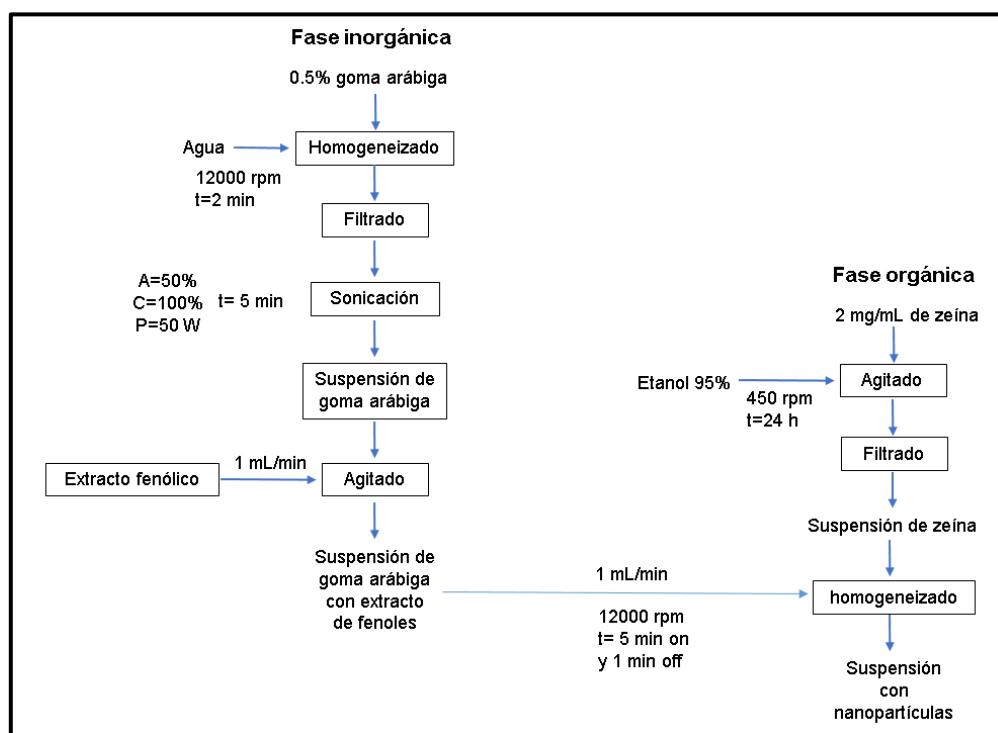 Fase inorgánica
0.5% goma arábiga
Agua
Homogeneizado
12000 rpm
t=2 min
Filtrado
A=50%
C=100%
P=50 W
t= 5 min
Sonicación
Suspensión de
goma arábiga
Extracto fenólico
1 mL/min
Agitado
Suspensión de
goma arábiga
con extracto
de fenoles
1 mL/min
12000 rpm
t= 5 min on
y 1 min off
Fase orgánica
2 mg/mL de zeína
Etanol 95%
Agitado
450 rpm
t=24 h
Filtrado
Suspensión de zeína
homogeneizado
Suspensión
con
nanopartículas